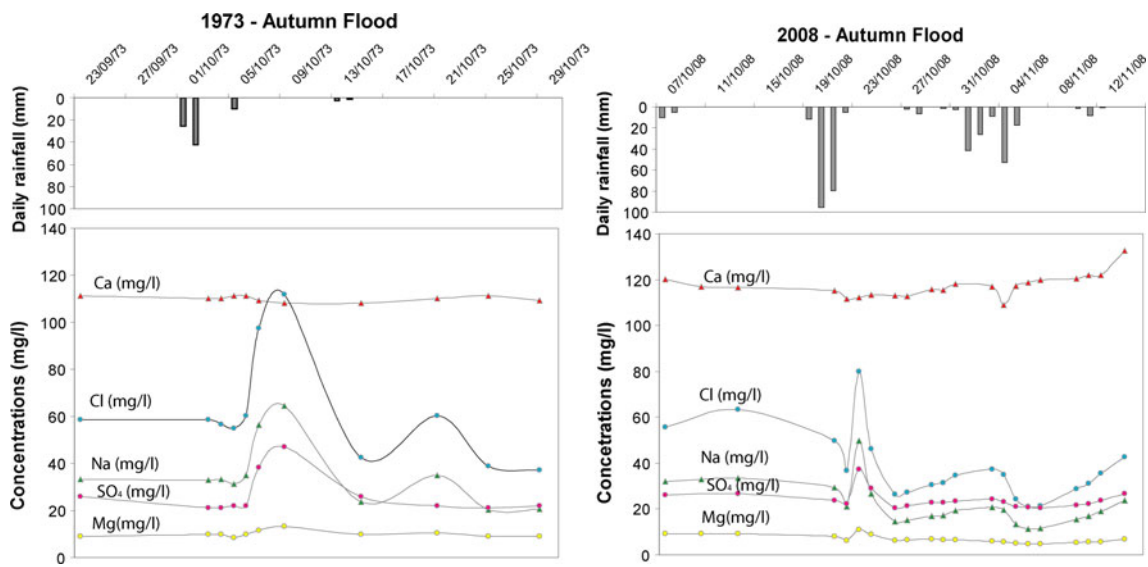 1973 - Autumn Flood
23/09/73 27/09/73 01/10/73 05/10/73 09/10/73 13/10/73 17/10/73 21/10/73 25/10/73 29/10/73
Daily rainfall (mm)
0
20
40
60
80
100
Concentrations (mg/l)
140
120
100
80
60
40
20
0
Ca (mg/l)
Cl (mg/l)
Na (mg/l)
SO₄ (mg/l)
Mg(mg/l)
2008 - Autumn Flood
07/10/08 11/10/08 15/10/08 19/10/08 23/10/08 27/10/08 31/10/08 04/11/08 08/11/08 12/11/08
Daily rainfall (mm)
0
20
40
60
80
100
Concetrations (mg/l)
140
120
100
80
60
40
20
0
Ca (mg/l)
Cl (mg/l)
Na (mg/l)
SO₄ (mg/l)
Mg(mg/l)